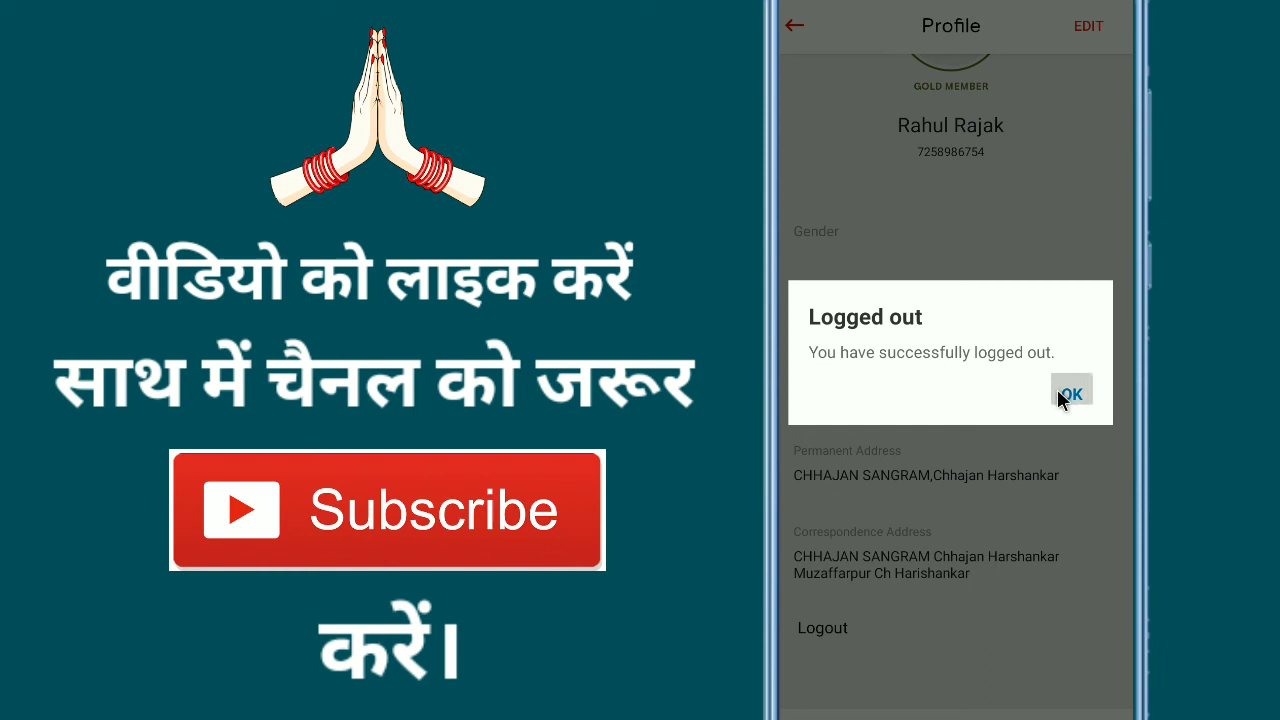 वीडियो को लाइक करें
साथ में चैनल को जरूर
Subscribe
करें।
Profile
EDIT
GOLD MEMBER
Rahul Rajak
7258986754
Gender
Logged out
You have successfully logged out.
OK
Permanent Address
CHHAJAN SANGRAM,Chhajan Harshankar
Correspondence Address
CHHAJAN SANGRAM Chhajan Harshankar
Muzaffarpur Ch Harishankar
Logout